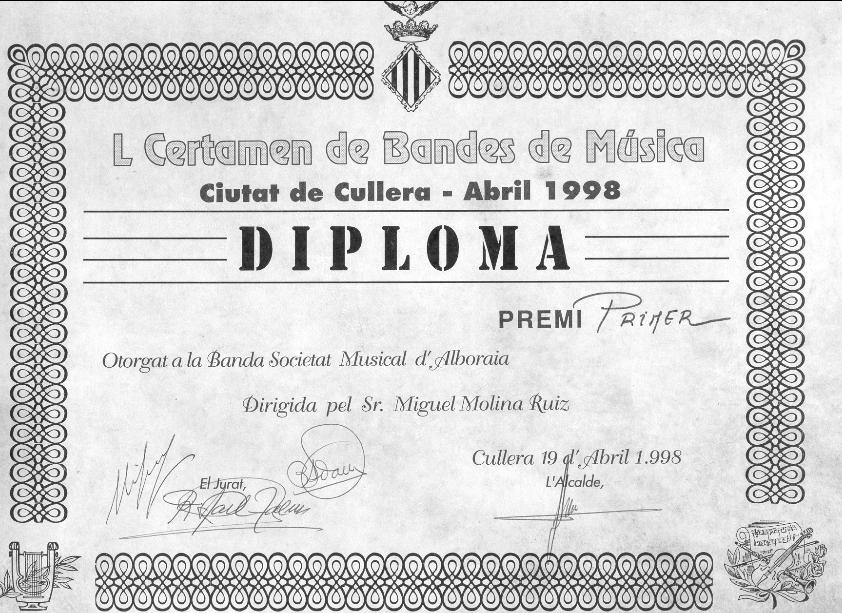 L Certamen de Bandes de Música
Ciutat de Cullera - Abril 1998
DIPLOMA
PREMI PRIMER
Otorgat a la Banda Societat Musical d'Alboraia
Dirigida pel Sr. Miguel Molina Ruiz
Cullera 19 d'Abril 1.998
El Jurat,
L'Alcalde,